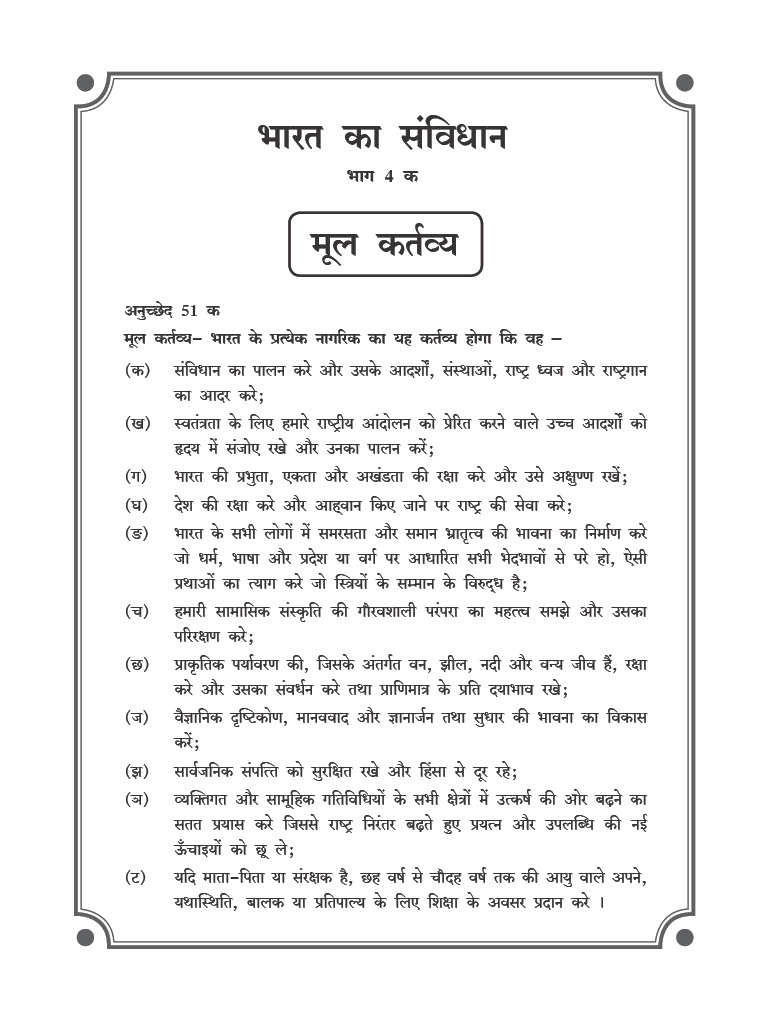 भारत का संविधान
भाग 4 क
मूल कर्तव्य
अनुच्छेद 51 क
मूल कर्तव्य– भारत के प्रत्येक नागरिक का यह कर्तव्य होगा कि वह –
(क) संविधान का पालन करे और उसके आदर्शों, संस्थाओं, राष्ट्र ध्वज और राष्ट्रगान
का आदर करे;
(ख) स्वतंत्रता के लिए हमारे राष्ट्रीय आंदोलन को प्रेरित करने वाले उच्च आदर्शों को
हृदय में संजोए रखे और उनका पालन करें;
(ग) भारत की प्रभुता, एकता और अखंडता की रक्षा करे और उसे अक्षुण्ण रखें;
(घ) देश की रक्षा करे और आह्वान किए जाने पर राष्ट्र की सेवा करे;
(ङ) भारत के सभी लोगों में समरसता और समान भ्रातृत्व की भावना का निर्माण करे
जो धर्म, भाषा और प्रदेश या वर्ग पर आधारित सभी भेदभावों से परे हो, ऐसी
प्रथाओं का त्याग करे जो स्त्रियों के सम्मान के विरुद्ध है;
(च) हमारी सामासिक संस्कृति की गौरवशाली परंपरा का महत्त्व समझे और उसका
परिरक्षण करे;
(छ) प्राकृतिक पर्यावरण की, जिसके अंतर्गत वन, झील, नदी और वन्य जीव हैं, रक्षा
करे और उसका संवर्धन करे तथा प्राणिमात्र के प्रति दयाभाव रखे;
(ज) वैज्ञानिक दृष्टिकोण, मानववाद और ज्ञानार्जन तथा सुधार की भावना का विकास
करें;
(झ) सार्वजनिक संपत्ति को सुरक्षित रखे और हिंसा से दूर रहे;
(ञ) व्यक्तिगत और सामूहिक गतिविधियों के सभी क्षेत्रों में उत्कर्ष की ओर बढ़ने का
सतत प्रयास करे जिससे राष्ट्र निरंतर बढ़ते हुए प्रयत्न और उपलब्धि की नई
ऊँचाइयों को छू ले;
(ट) यदि माता–पिता या संरक्षक है, छह वर्ष से चौदह वर्ष तक की आयु वाले अपने,
यथास्थिति, बालक या प्रतिपाल्य के लिए शिक्षा के अवसर प्रदान करे ।